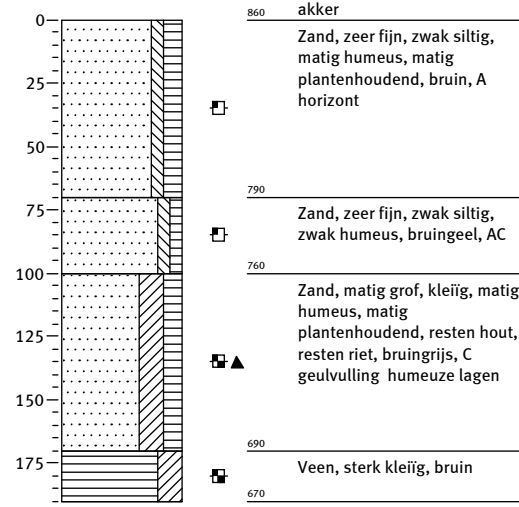 0
25
50
75
100
125
150
175
860
akker
Zand, zeer fijn, zwak siltig,
matig humeus, matig
plantenhoudend, bruin, A
horizont
790
Zand, zeer fijn, zwak siltig,
zwak humeus, bruingeel, AC
760
Zand, matig grof, kleiïg, matig
humeus, matig
plantenhoudend, resten hout,
resten riet, bruingrijs, C
geulvulling humeuze lagen
690
Veen, sterk kleiïg, bruin
670